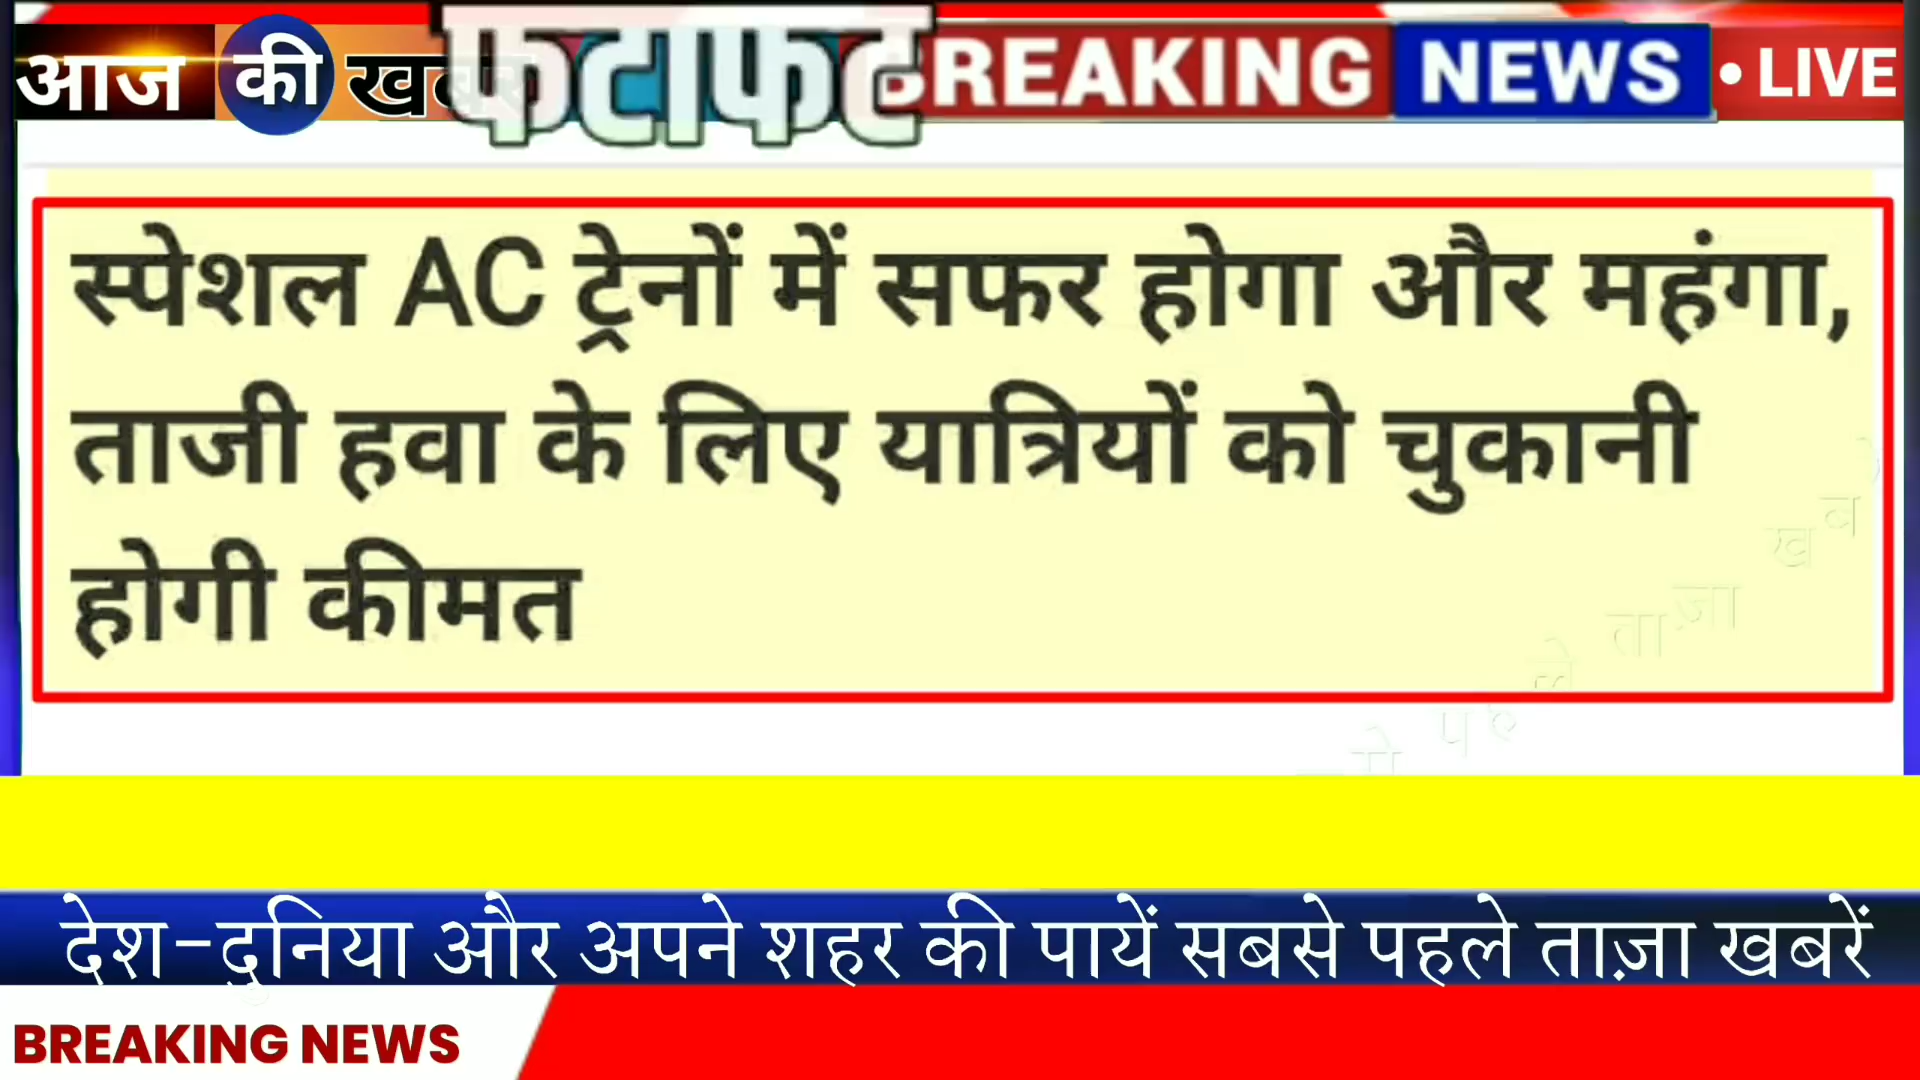 आज की खबर फटाफट BREAKING NEWS • LIVE
स्पेशल AC ट्रेनों में सफर होगा और महंगा,
ताजी हवा के लिए यात्रियों को चुकानी
होगी कीमत
देश-दुनिया और अपने शहर की पायें सबसे पहले ताज़ा खबरें
BREAKING NEWS